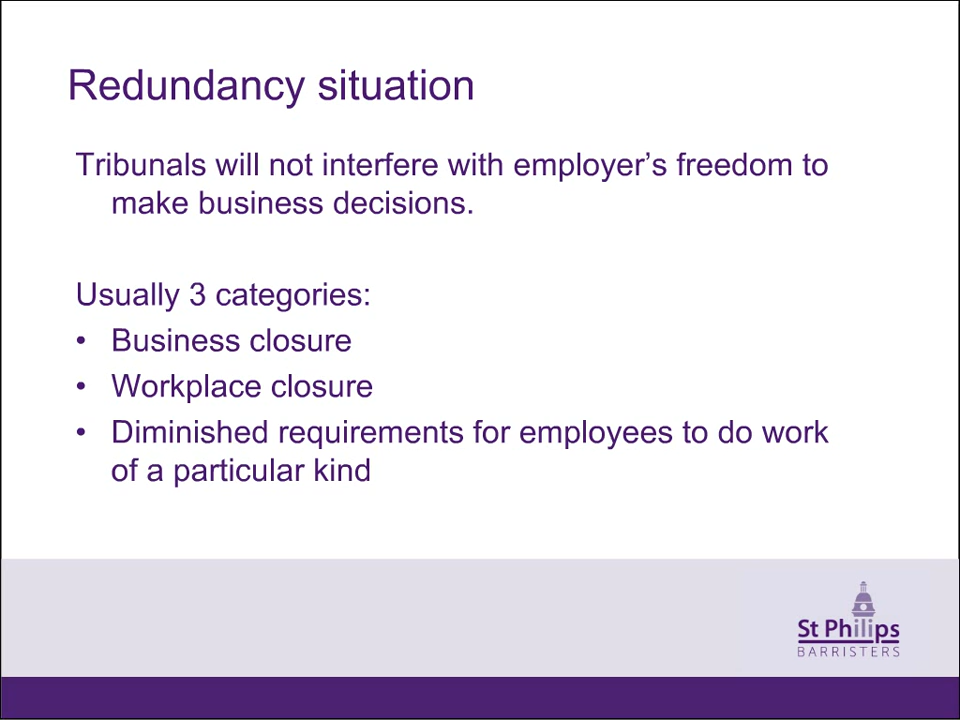 Redundancy situation
Tribunals will not interfere with employer’s freedom to
make business decisions.
Usually 3 categories:
• Business closure
• Workplace closure
• Diminished requirements for employees to do work
of a particular kind
St Philips
BARRISTERS